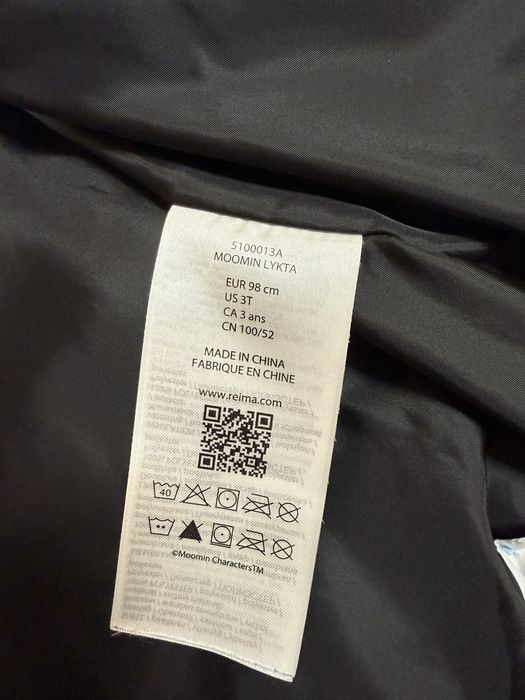 5100013A
MOOMIN LYKTA
EUR 98 cm
US 3T
CA 3 ans
CN 100/52
MADE IN CHINA
FABRIQUE EN CHINE
www.reima.com
40
©Moomin Characters™